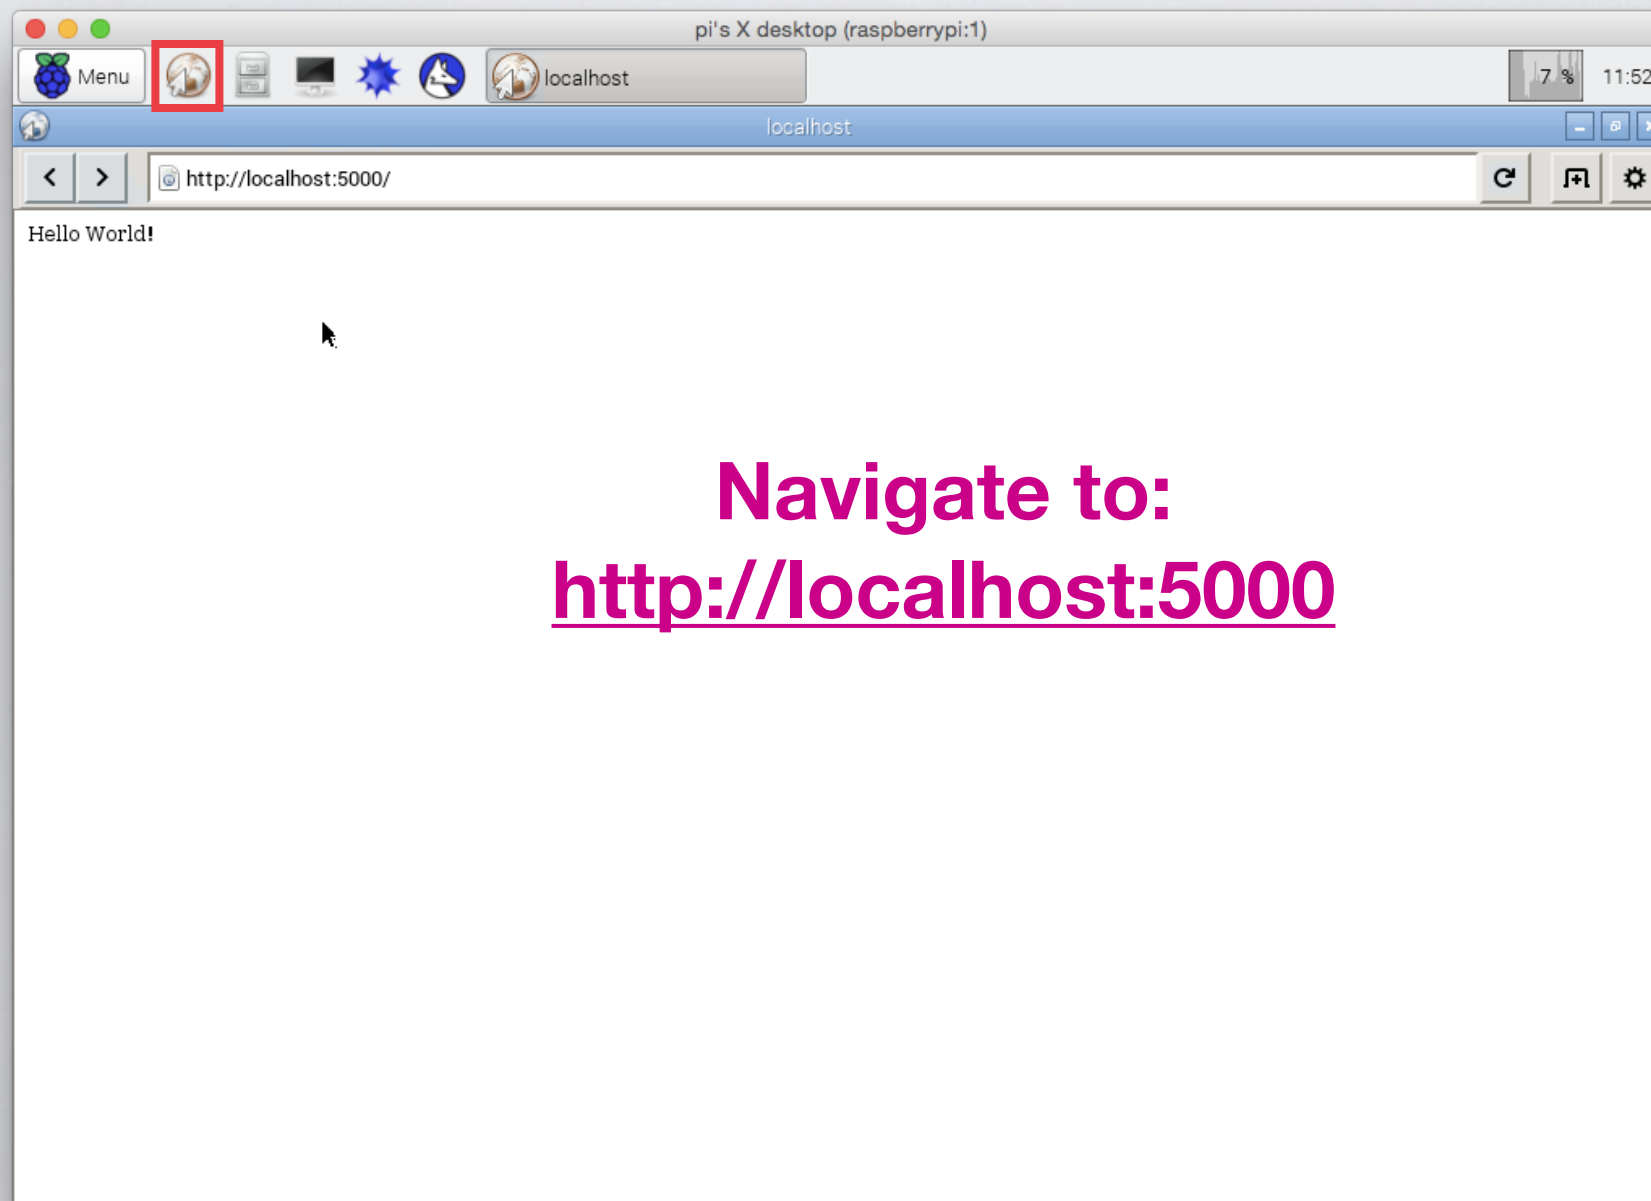 pi's X desktop (raspberrypi:1)
Menu
localhost
7 %
11:52
localhost
http://localhost:5000/
Hello World!
Navigate to:
http://localhost:5000